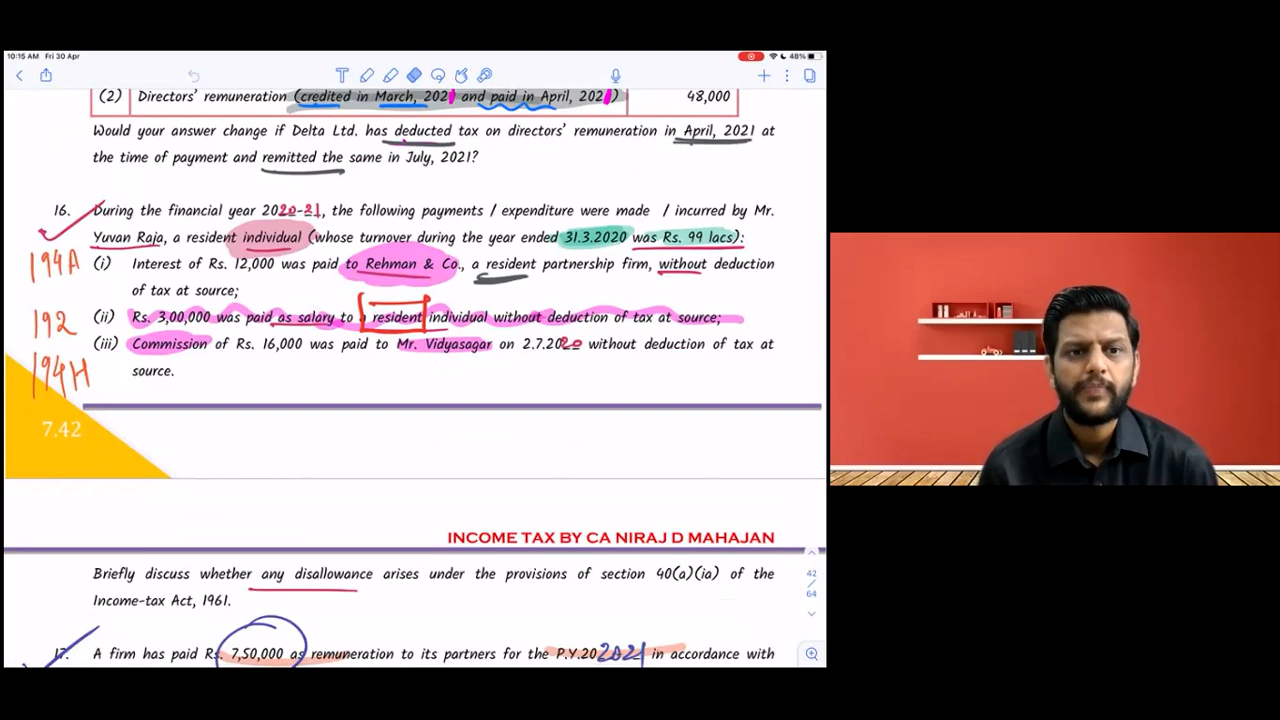 10:15 AM Fri 30 Apr
48%
(2) Directors' remuneration (credited in March, 2021 and paid in April, 2021) 48,000
Would your answer change if Delta Ltd. has deducted tax on directors' remuneration in April, 2021 at
the time of payment and remitted the same in July, 2021?
16. During the financial year 2020-21, the following payments / expenditure were made / incurred by Mr.
Yuvan Raja, a resident individual (whose turnover during the year ended 31.3.2020 was Rs. 99 lacs):
194A (i) Interest of Rs. 12,000 was paid to Rehman & Co., a resident partnership firm, without deduction
of tax at source;
192 (ii) Rs. 3,00,000 was paid as salary to a resident individual without deduction of tax at source;
(iii) Commission of Rs. 16,000 was paid to Mr. Vidyasagar on 2.7.2020 without deduction of tax at
194H source.
7.42
INCOME TAX BY CA NIRAJ D MAHAJAN
Briefly discuss whether any disallowance arises under the provisions of section 40(a)(ia) of the
Income-tax Act, 1961.
42
/
64
17. A firm has paid Rs. 7,50,000 as remuneration to its partners for the P.Y.202021 in accordance with